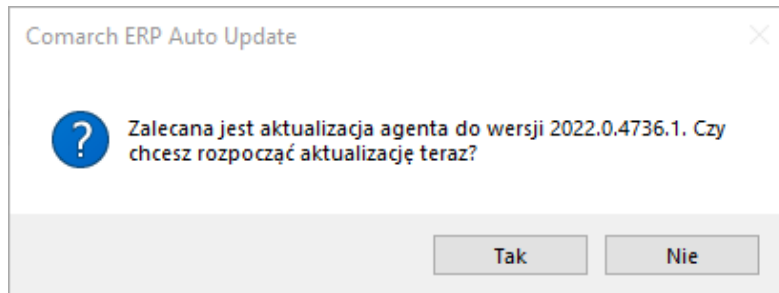 Comarch ERP Auto Update
Zalecana jest aktualizacja agenta do wersji 2022.0.4736.1. Czy
chcesz rozpocząć aktualizację teraz?
Tak
Nie